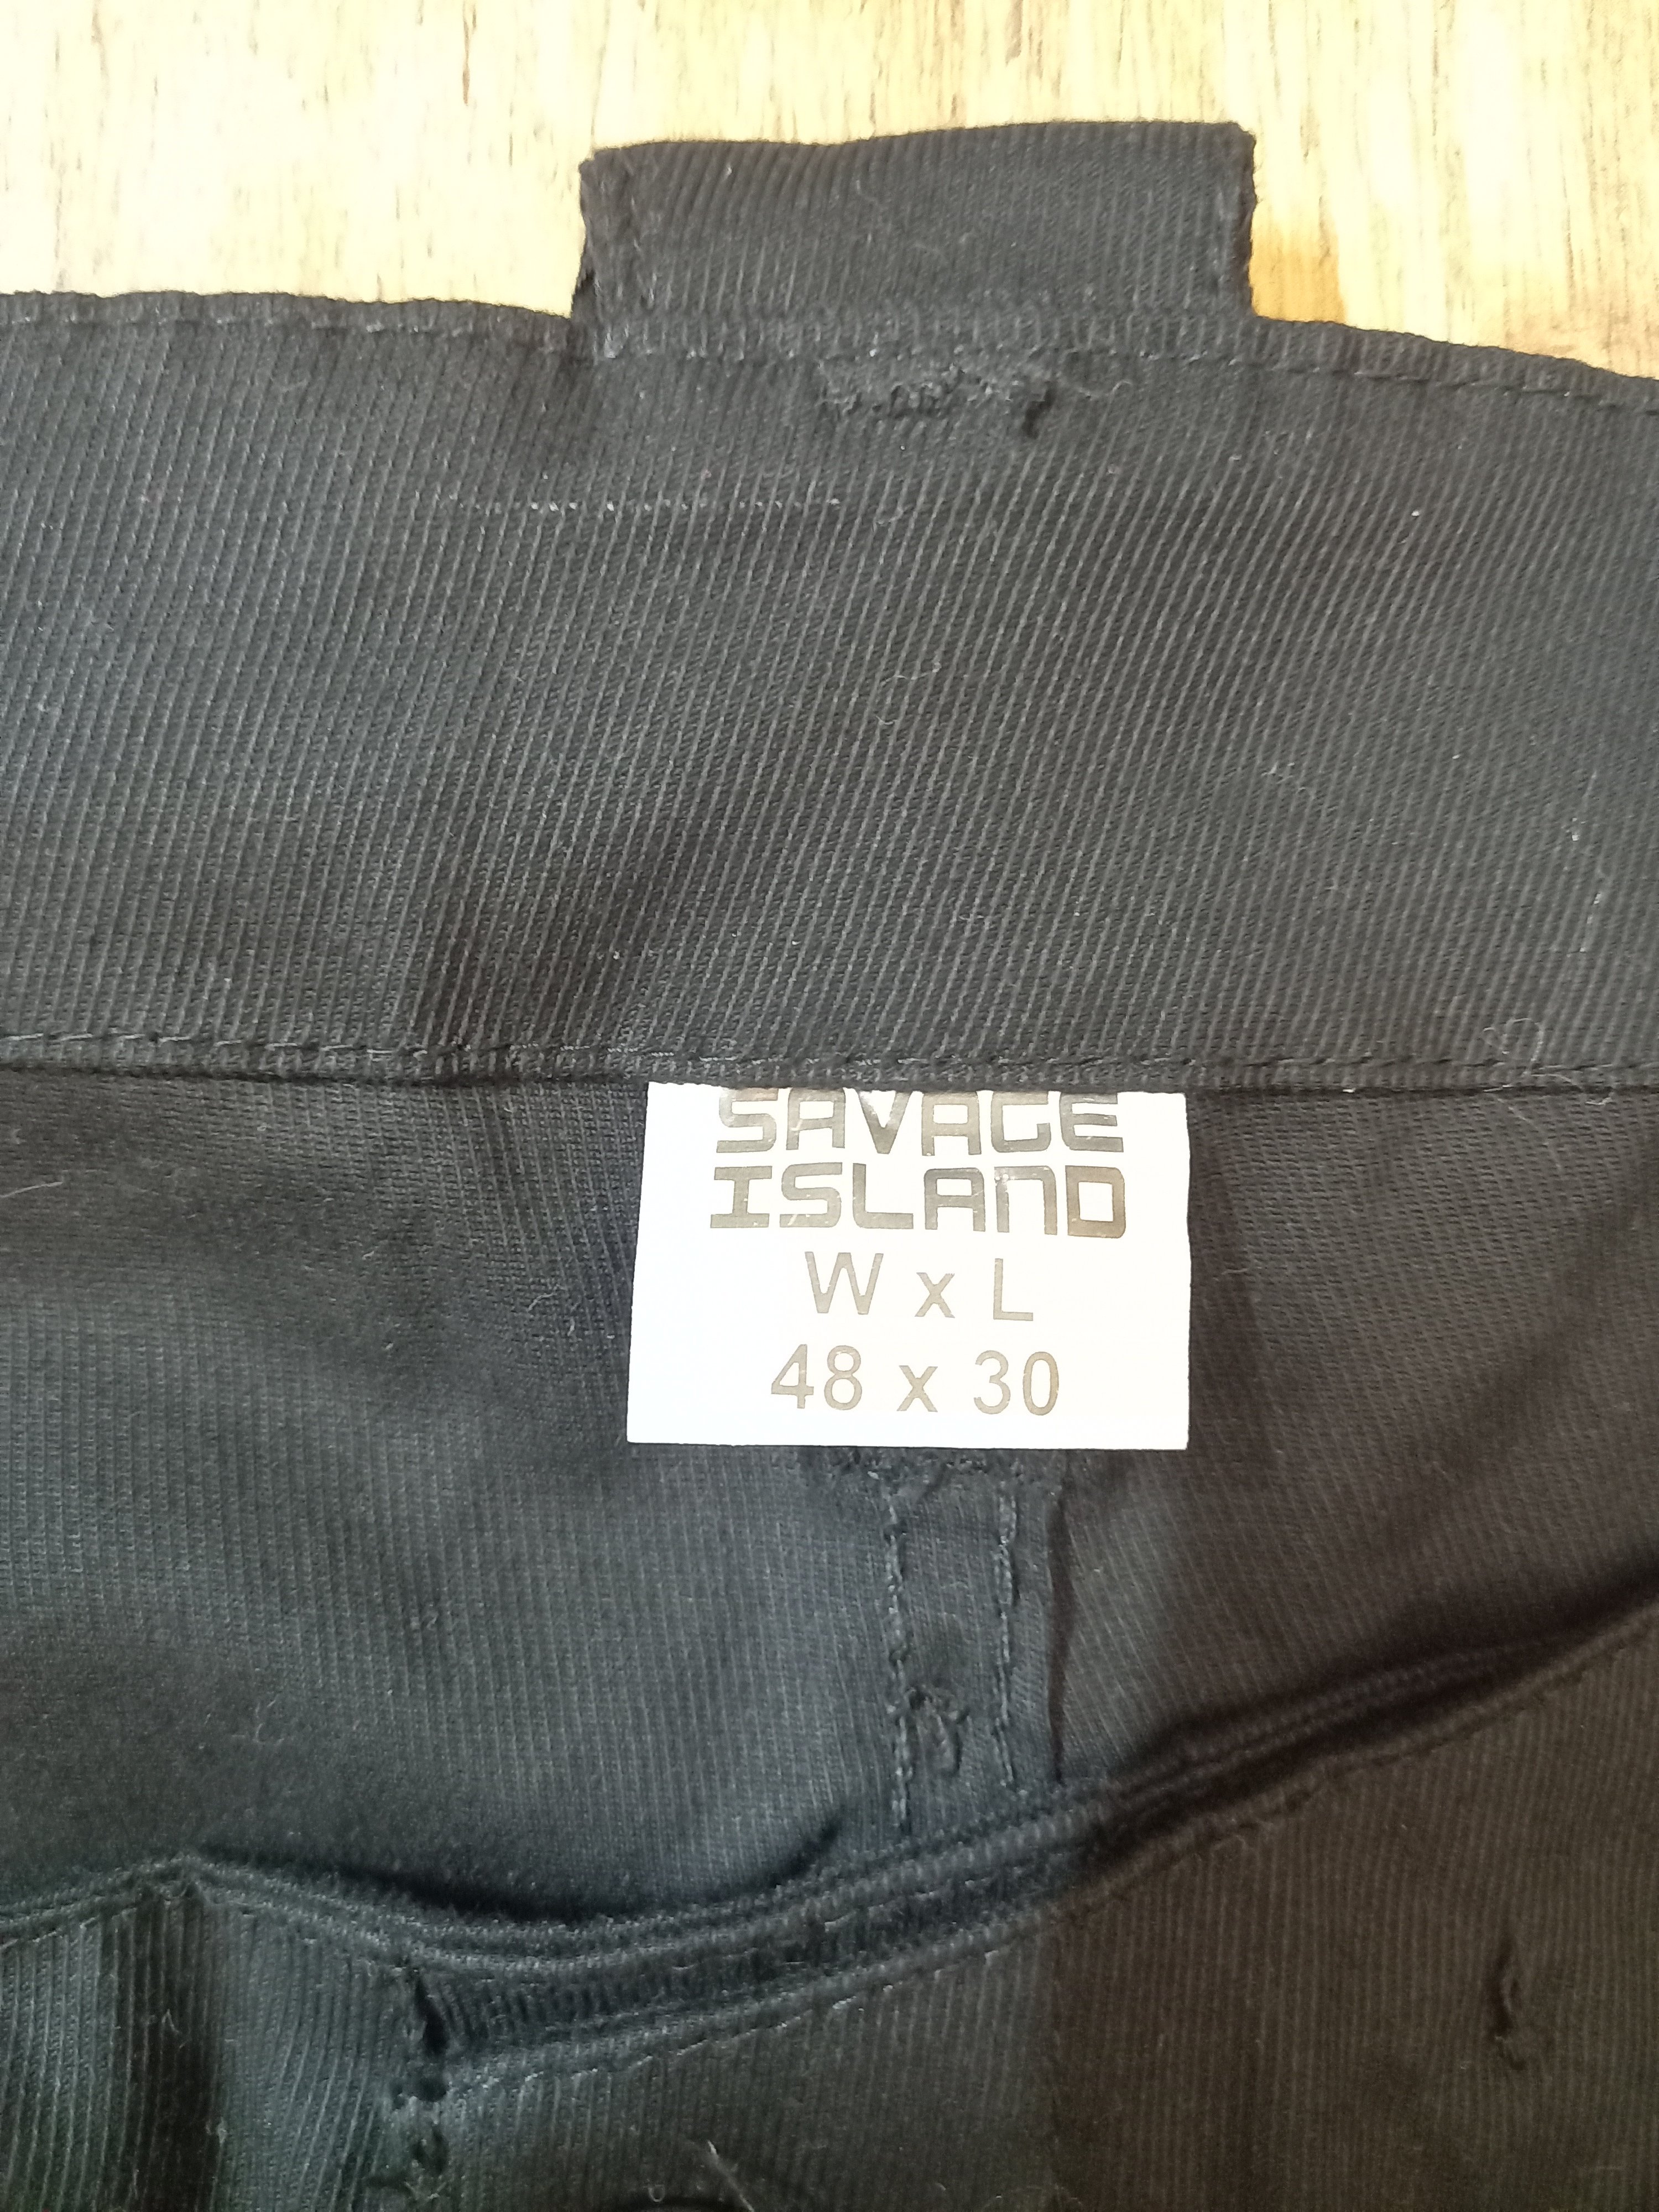 SAVAGE
ISLAND
W x L
48 x 30